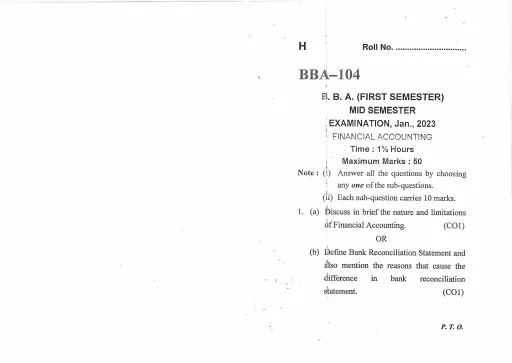 H Roll No. ..............................
BBA–104
B. B. A. (FIRST SEMESTER)
MID SEMESTER
EXAMINATION, Jan., 2023
FINANCIAL ACCOUNTING
Time : 1½ Hours
Maximum Marks : 50
Note : (i) Answer all the questions by choosing
any one of the sub-questions.
(ii) Each sub-question carries 10 marks.
1. (a) Discuss in brief the nature and limitations
of Financial Accounting. (CO1)
OR
(b) Define Bank Reconciliation Statement and
also mention the reasons that cause the
difference in bank reconciliation
statement. (CO1)
P. T. O.